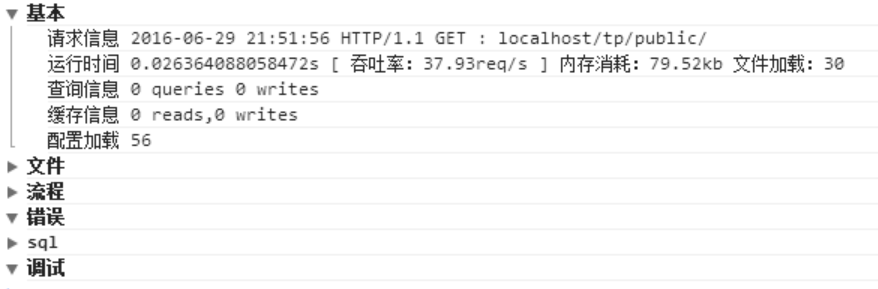 基本
请求信息 2016-06-29 21:51:56 HTTP/1.1 GET : localhost/tp/public/
运行时间 0.026364088058472s [ 吞吐率: 37.93req/s ] 内存消耗: 79.52kb 文件加载: 30
查询信息 0 queries 0 writes
缓存信息 0 reads,0 writes
配置加载 56
文件
流程
错误
sql
调试